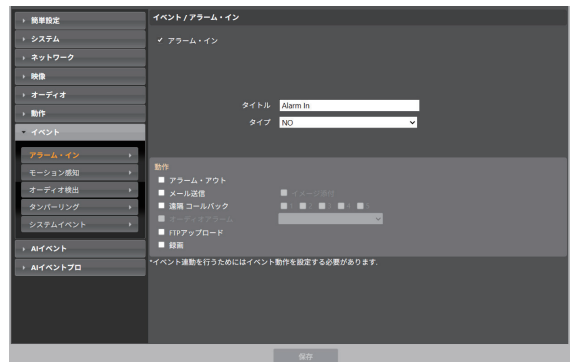 簡単設定
システム
ネットワーク
映像
オーディオ
動作
イベント
アラーム・イン
モーション感知
オーディオ検出
タンパーリング
システムイベント
AIイベント
AIイベントプロ
イベント / アラーム・イン
✔ アラーム・イン
タイトル Alarm In
タイプ NO
動作
アラーム・アウト
メール送信 イメージ添付
遠隔 コールバック 1 2 3 4 5
オーディオアラーム
FTPアップロード
録画
*イベント連動を行うためにはイベント動作を設定する必要があります.
保存